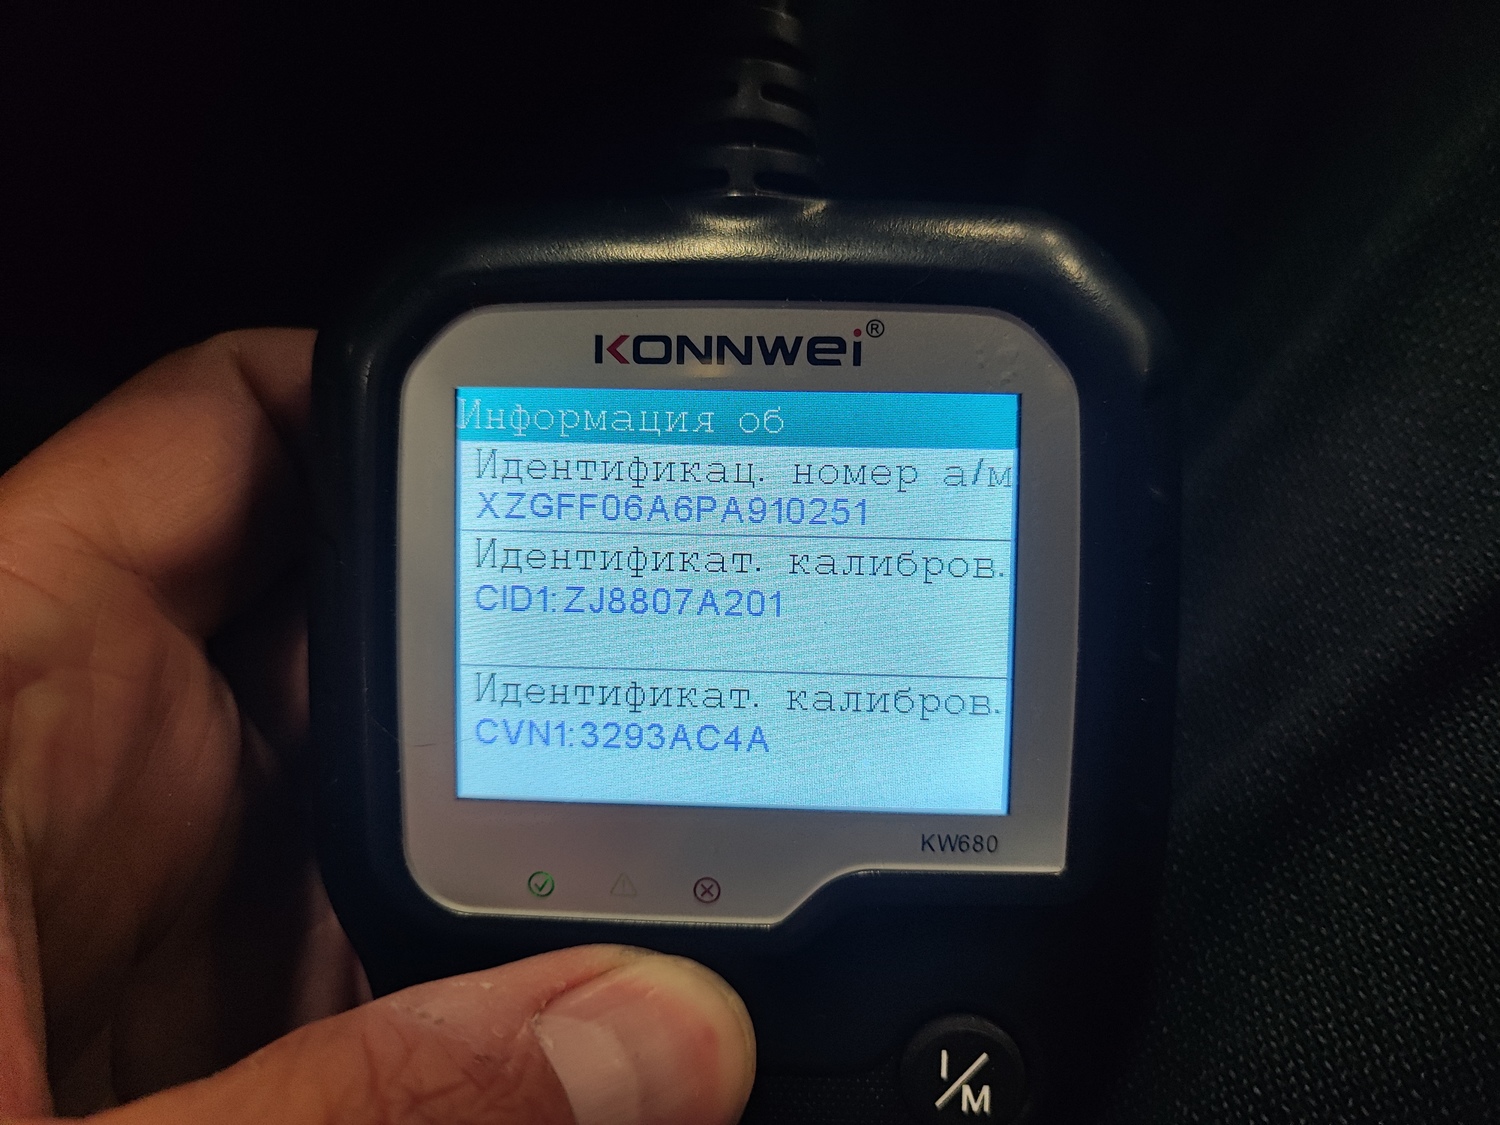 KONNWEI®
Информация об
Идентификац. номер а/м
XZGFF06A6PA910251
Идентификат. калибров.
CID1:ZJ8807A201
Идентификат. калибров.
CVN1:3293AC4A
KW680
I/M